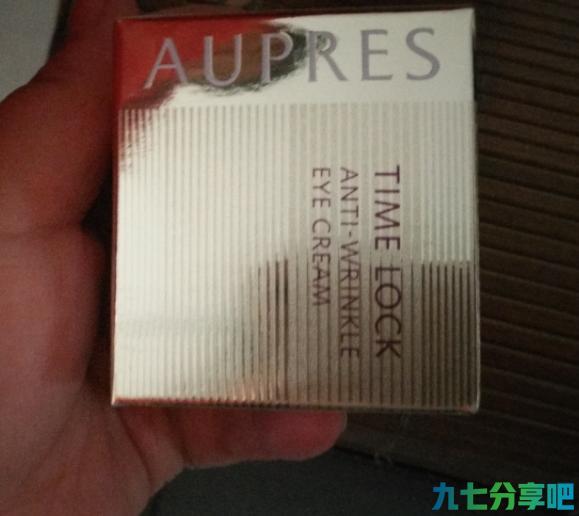 AUPRES
TIME LOCK
ANTI-WRINKLE
EYE CREAM
九七分享吧